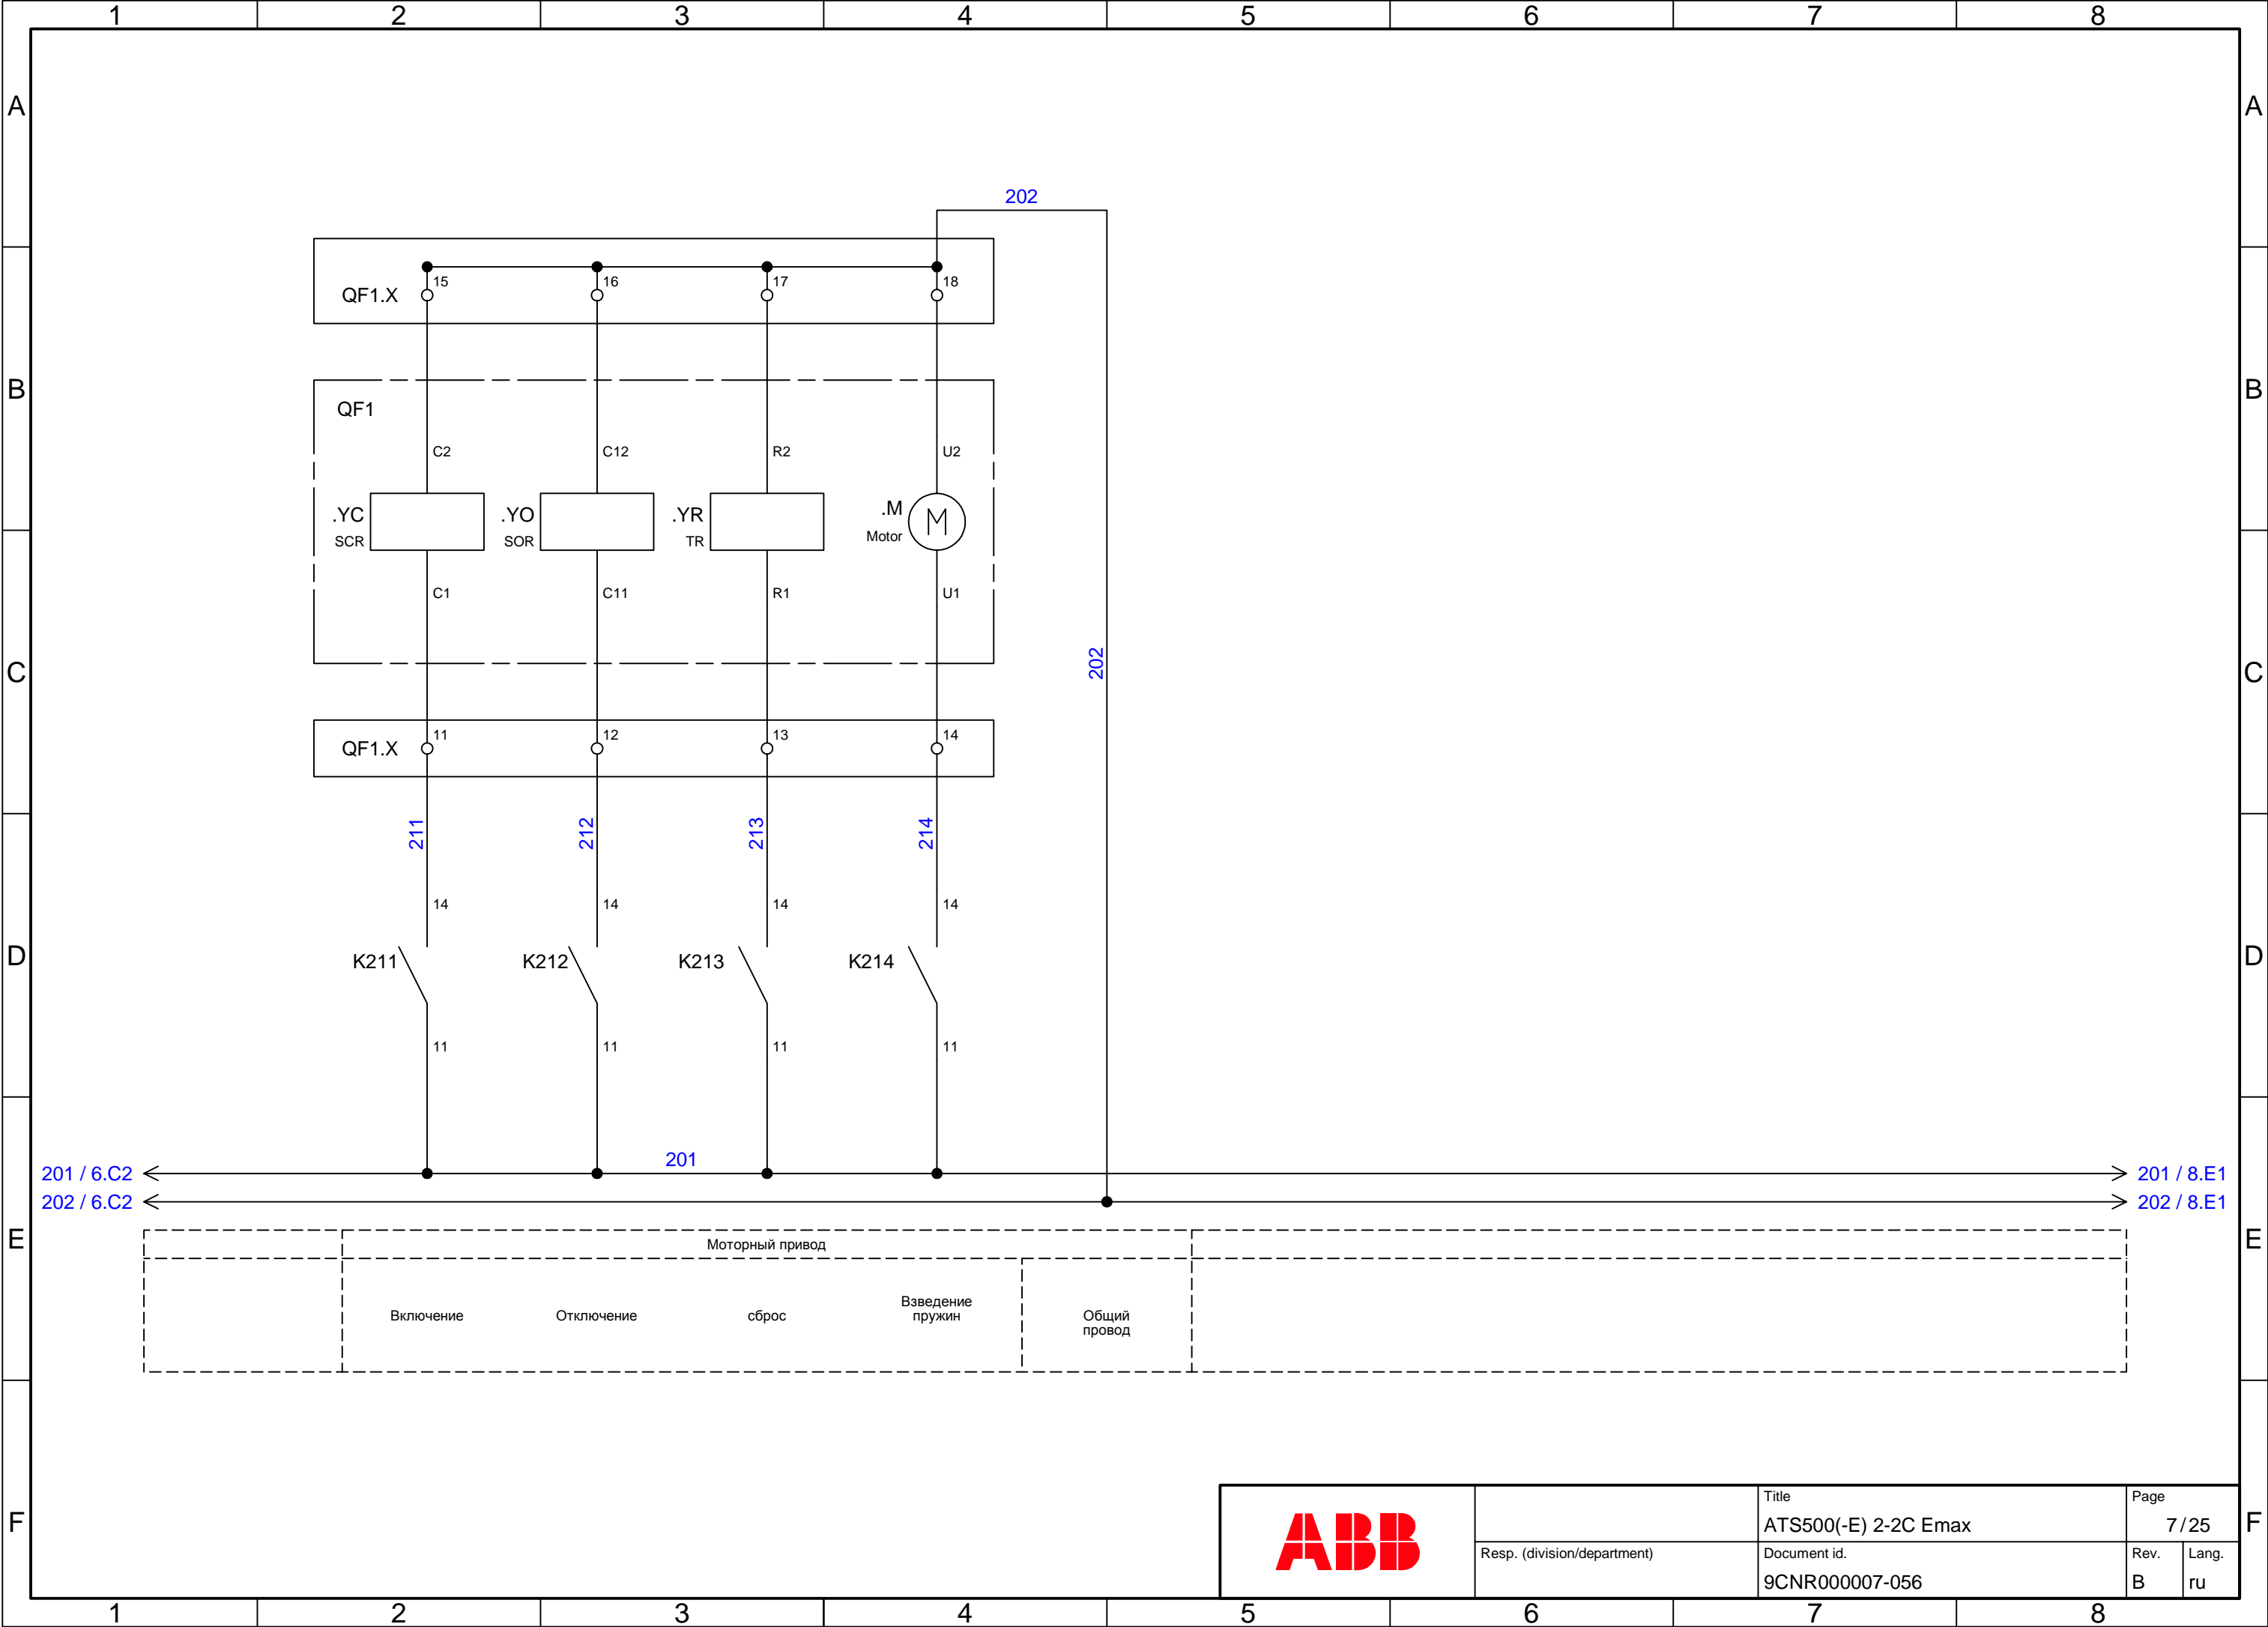 1 2 3 4 5 6 7 8
A A
202
15 16 17 18
QF1.X
B B
QF1
C2 C12 R2 U2
.YC .YO .YR .M M
SCR SOR TR Motor
C1 C11 R1 U1
C 202 C
11 12 13 14
QF1.X
211 212 213 214
14 14 14 14
D K211 K212 K213 K214 D
11 11 11 11
201
201 / 6.C2 201 / 8.E1
202 / 6.C2 202 / 8.E1
E E
Моторный привод
Включение Отключение сброс Взведение
пружин Общий
провод
ABB
Title
ATS500(-E) 2-2C Emax
Page
7/25
F F
Resp. (division/department)
Document id.
9CNR000007-056
Rev.
B
Lang.
ru
1 2 3 4 5 6 7 8